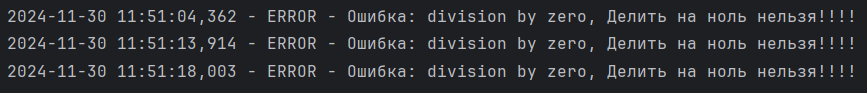 2024-11-30 11:51:04,362 - ERROR - Ошибка: division by zero, Делить на ноль нельзя!!!!
2024-11-30 11:51:13,914 - ERROR - Ошибка: division by zero, Делить на ноль нельзя!!!!
2024-11-30 11:51:18,003 - ERROR - Ошибка: division by zero, Делить на ноль нельзя!!!!